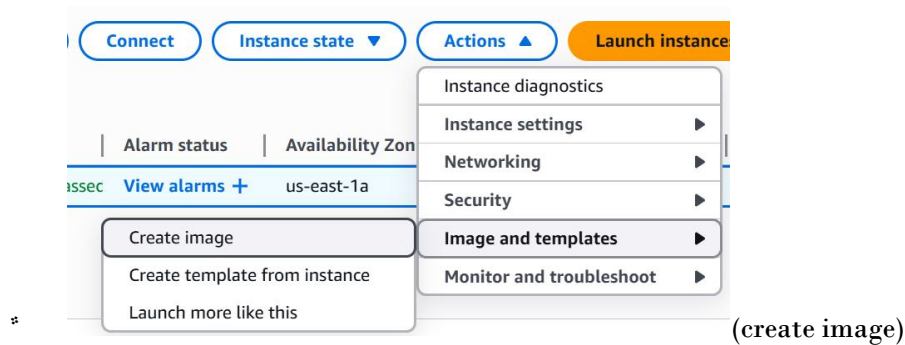 Connect Instance state ▼ Actions ▲ Launch instance
Instance diagnostics
Instance settings ▶
Alarm status Availability Zon
Networking ▶
assec View alarms + us-east-1a
Security ▶
Create image
Image and templates ▶
Create template from instance
Monitor and troubleshoot ▶
Launch more like this
(create image)